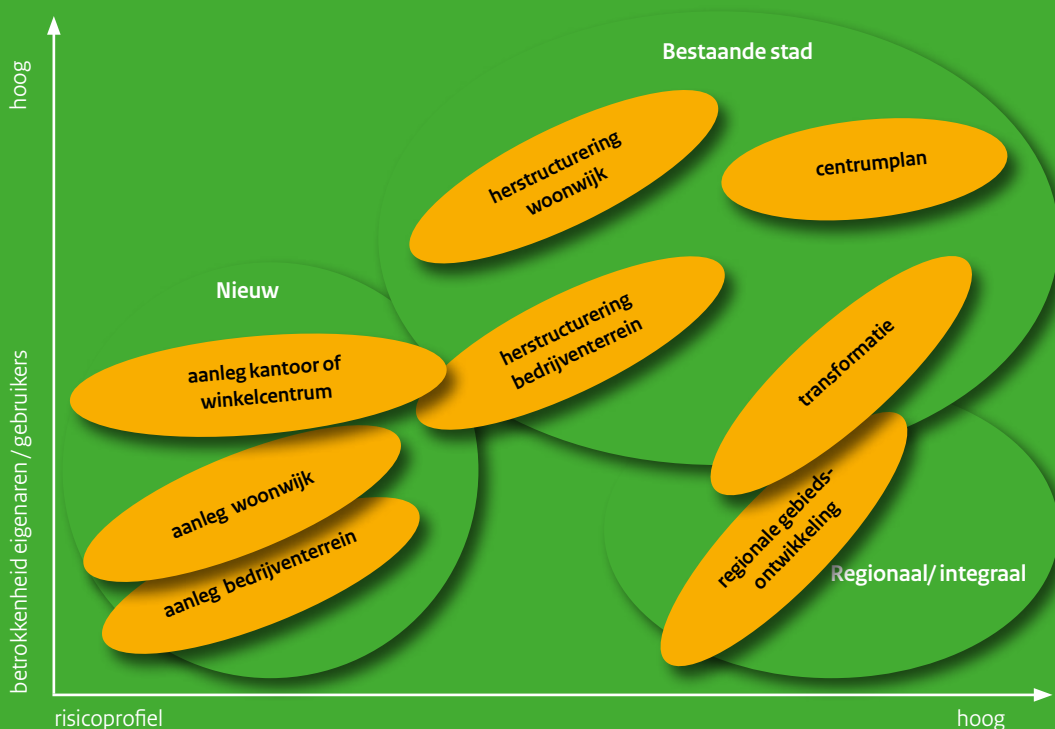 hoog
betrokkenheid eigenaren / gebruikers
Bestaande stad
herstructurering
woonwijk
centrumplan
Nieuw
herstructurering
bedrijventerrein
aanleg kantoor of
winkelcentrum
transformatie
aanleg woonwijk
aanleg bedrijventerrein
regionale gebieds-
ontwikkeling
Regionaal/ integraal
risicoprofiel
hoog